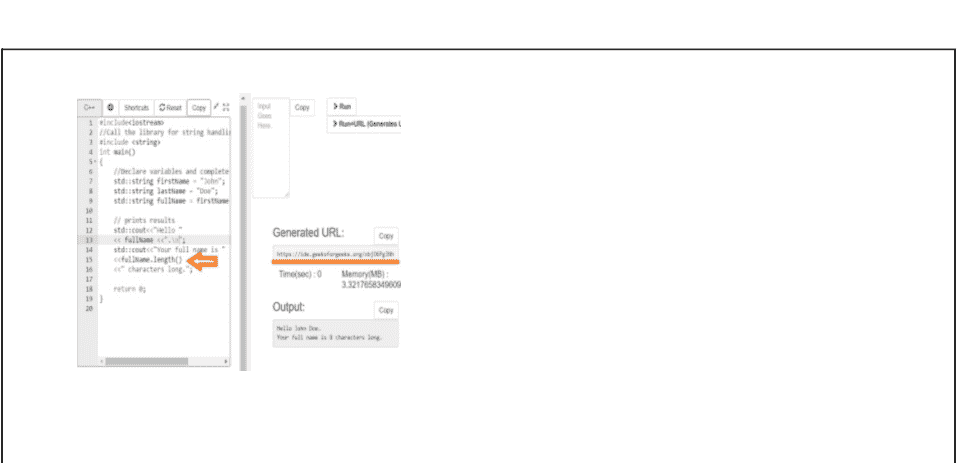 C++ Shortcuts Reset Copy
1 #include<iostream>
2 //Call the library for string handli
3 #include <string>
4 int main()
5 {
6 //Declare variables and complete
7 std::string firstName = "John";
8 std::string lastName = "Doe";
9 std::string fullName = firstName
10
11 // prints results
12 std::cout<<"Hello "
13 << fullName <<".\n";
14 std::cout<<"Your full name is "
15 <<fullName.length()
16 <<" characters long.";
17
18 return 0;
19 }
20
Input
Goes
Here.
Copy
Run
Run+URL (Generates U
Generated URL:
Copy
Time(sec) : 0
Memory(MB) :
Output:
Copy
Hello John Doe.
Your full name is 8 characters long.